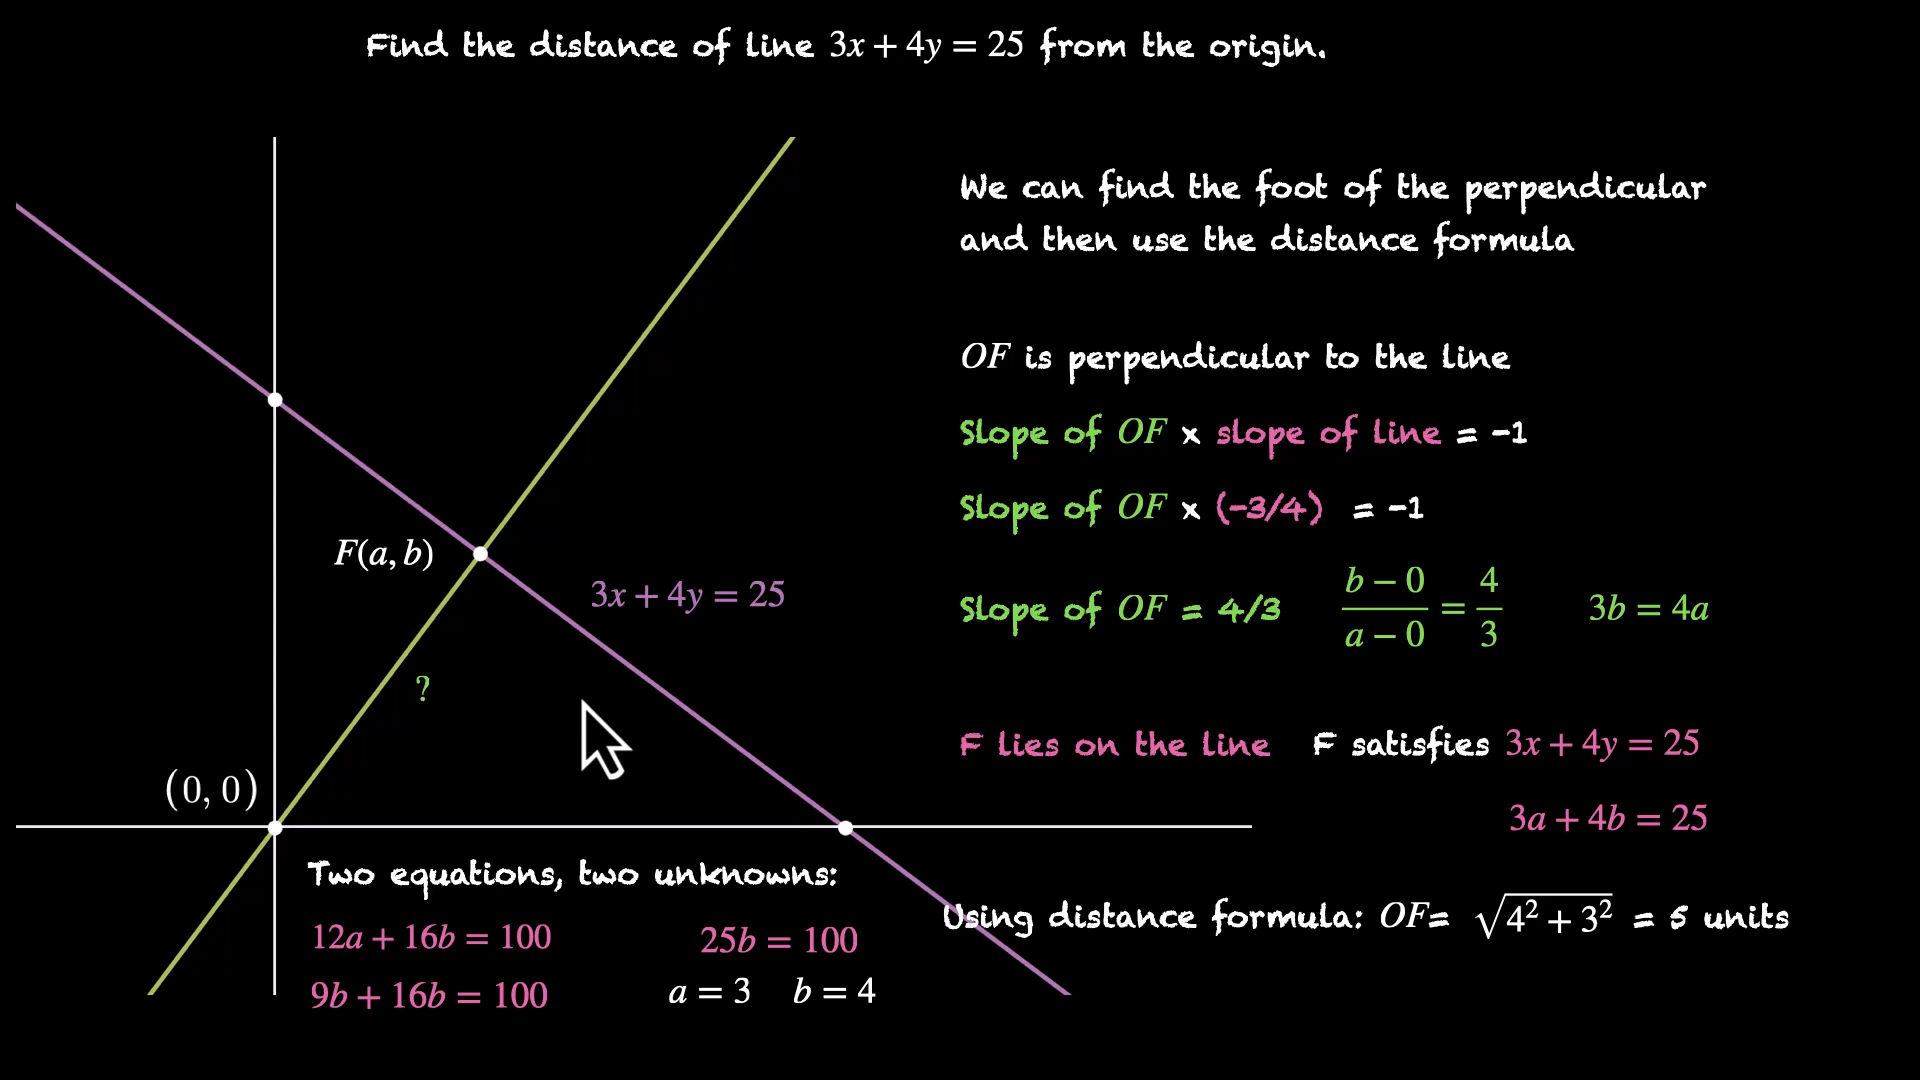 Find the distance of line 3x + 4y = 25 from the origin.
We can find the foot of the perpendicular
and then use the distance formula
OF is perpendicular to the line
Slope of OF x slope of line = -1
Slope of OF x (-3/4) = -1
F(a, b)
3x + 4y = 25
Slope of OF = 4/3 (b − 0)/(a − 0) = 4/3 3b = 4a
?
F lies on the line F satisfies 3x + 4y = 25
(0, 0)
3a + 4b = 25
Two equations, two unknowns:
12a + 16b = 100 25b = 100
9b + 16b = 100 a = 3 b = 4
Using distance formula: OF= √(4² + 3²) = 5 units